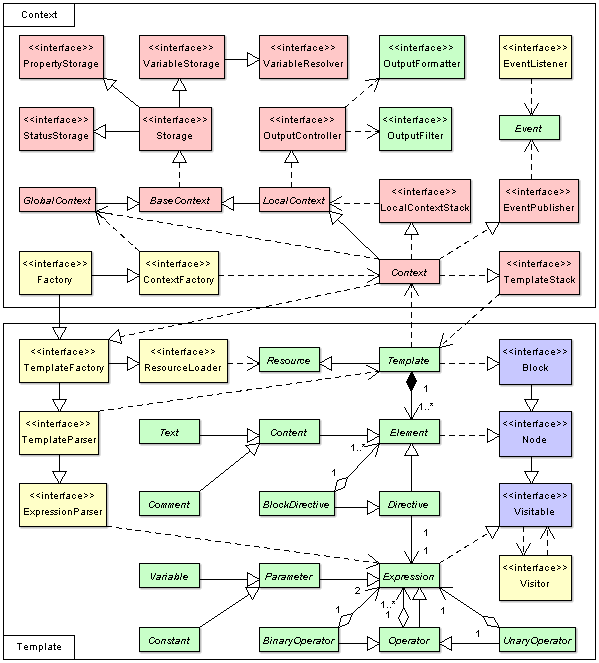 Context
<<interface>>
PropertyStorage
<<interface>>
VariableStorage
<<interface>>
VariableResolver
<<interface>>
OutputFormatter
<<interface>>
EventListener
<<interface>>
StatusStorage
<<interface>>
Storage
<<interface>>
OutputController
<<interface>>
OutputFilter
Event
GlobalContext
BaseContext
LocalContext
<<interface>>
LocalContextStack
<<interface>>
EventPublisher
<<interface>>
Factory
<<interface>>
ContextFactory
Context
<<interface>>
TemplateStack
<<interface>>
TemplateFactory
<<interface>>
ResourceLoader
Resource
Template
<<interface>>
Block
1
1..*
<<interface>>
TemplateParser
Text
Content
Element
<<interface>>
Node
1..*
<<interface>>
ExpressionParser
Comment
1
BlockDirective
Directive
<<interface>>
Visitable
1
1
Variable
Parameter
Expression
<<interface>>
Visitor
2
1
1..*
1
1
1
Constant
BinaryOperator
Operator
UnaryOperator
Template